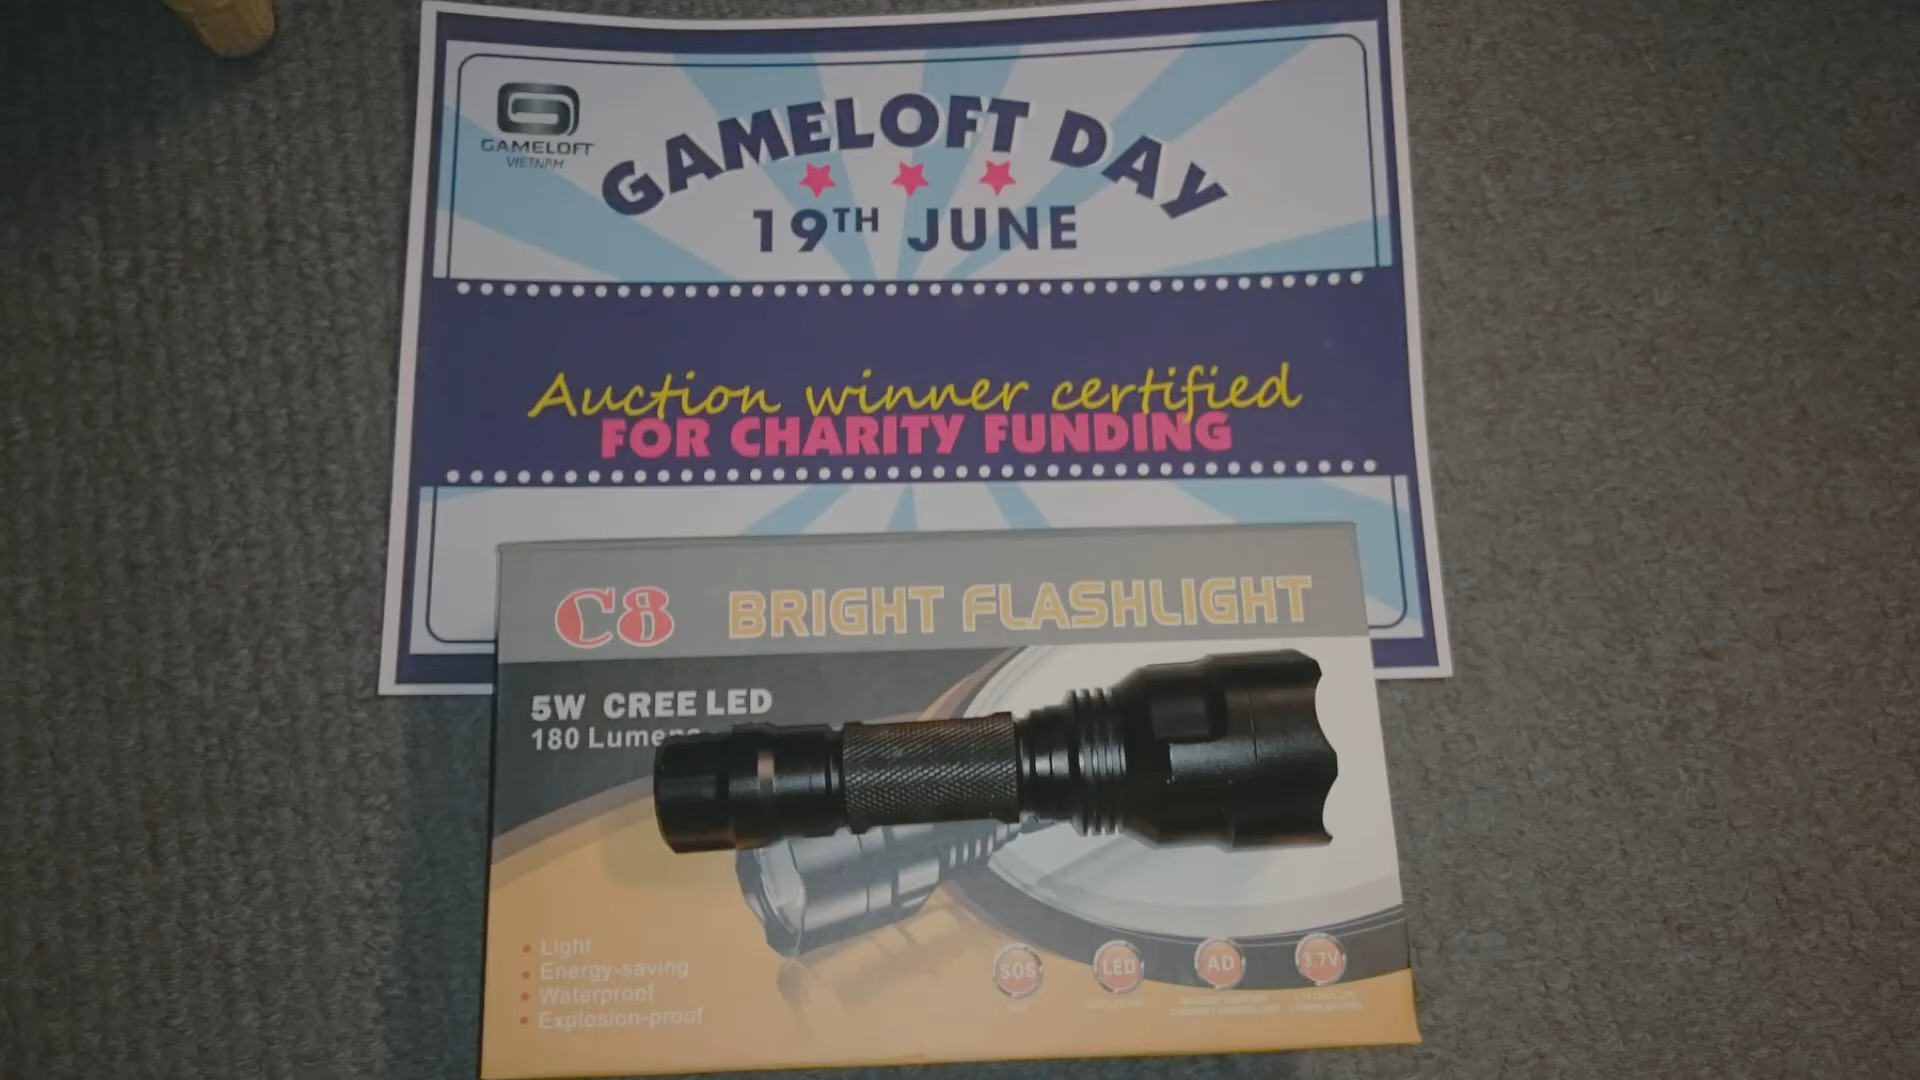 GAMELOFT
VIETNAM
GAMELOFT DAY
19TH JUNE
Auction winner certified
FOR CHARITY FUNDING
C8 BRIGHT FLASHLIGHT
5W CREE LED
180 Lumens
• Light
• Energy-saving
• Waterproof
• Explosion-proof
SOS LED AD 3.7V